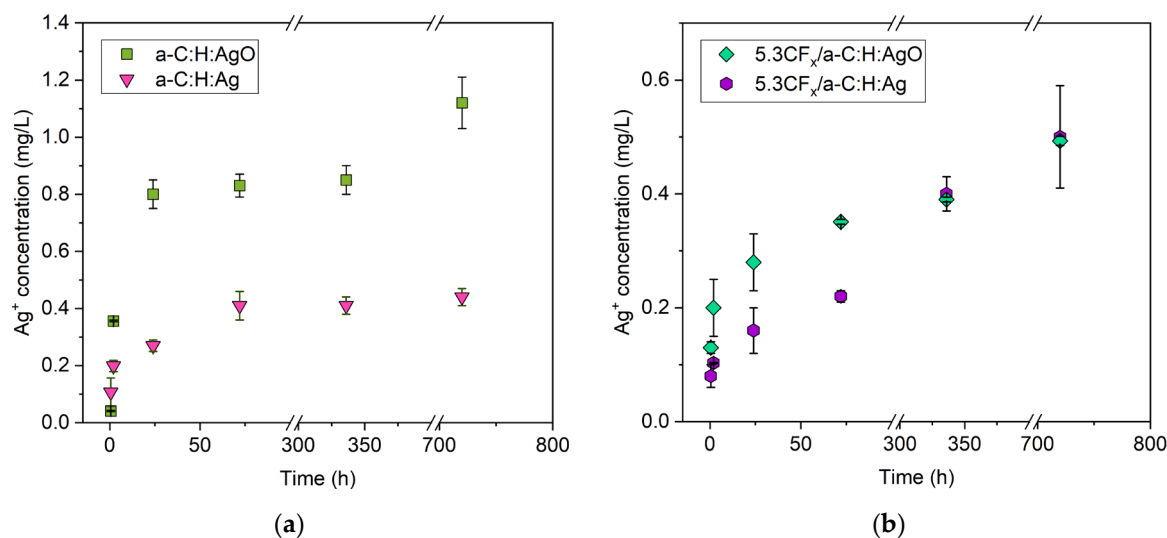 1.4
1.2
1.0
0.8
0.6
0.4
0.2
0.0
Ag⁺ concentration (mg/L)
a-C:H:AgO
a-C:H:Ag
0 50 300 350 700 800
Time (h)
(a)
0.6
0.4
0.2
0.0
Ag⁺ concentration (mg/L)
5.3CFₓ/a-C:H:AgO
5.3CFₓ/a-C:H:Ag
0 50 300 350 700 800
Time (h)
(b)